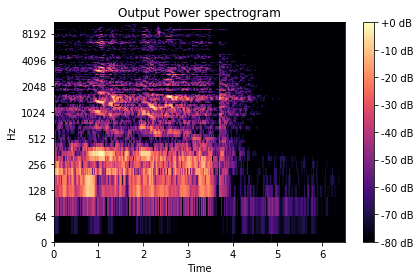 Output Power spectrogram
8192
4096
2048
1024
512
256
128
64
0
Hz
0 1 2 3 4 5 6
Time
+0 dB
-10 dB
-20 dB
-30 dB
-40 dB
-50 dB
-60 dB
-70 dB
-80 dB